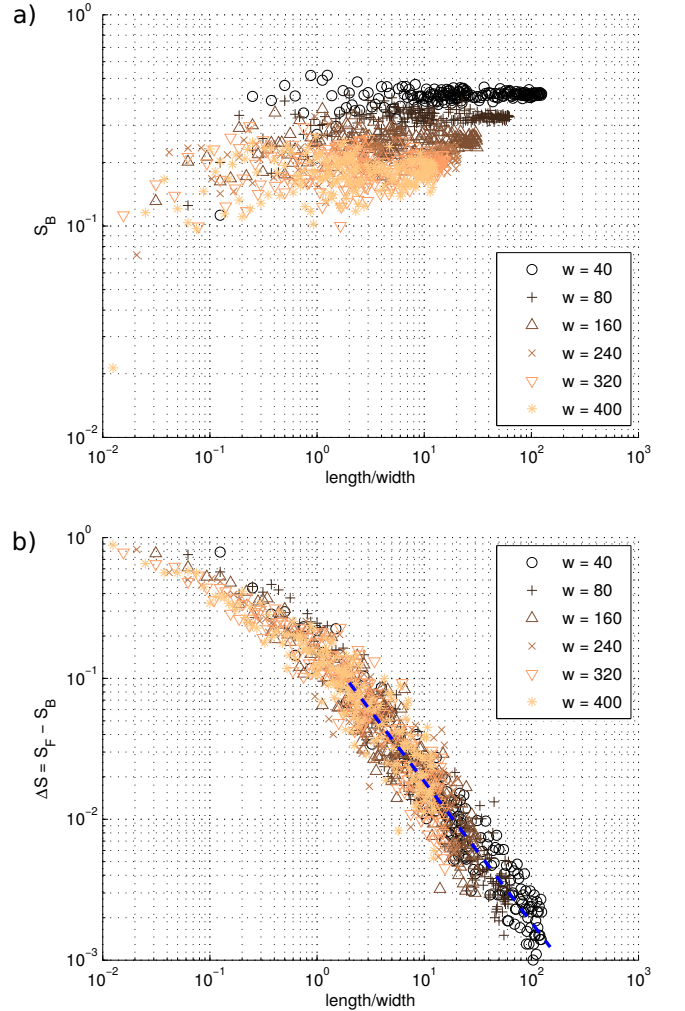 a)
10^0
10^-1
10^-2
S_B
w = 40
w = 80
w = 160
w = 240
w = 320
w = 400
10^-2 10^-1 10^0 10^1 10^2 10^3
length/width
b)
10^0
10^-1
10^-2
10^-3
ΔS = S_F − S_B
w = 40
w = 80
w = 160
w = 240
w = 320
w = 400
10^-2 10^-1 10^0 10^1 10^2 10^3
length/width